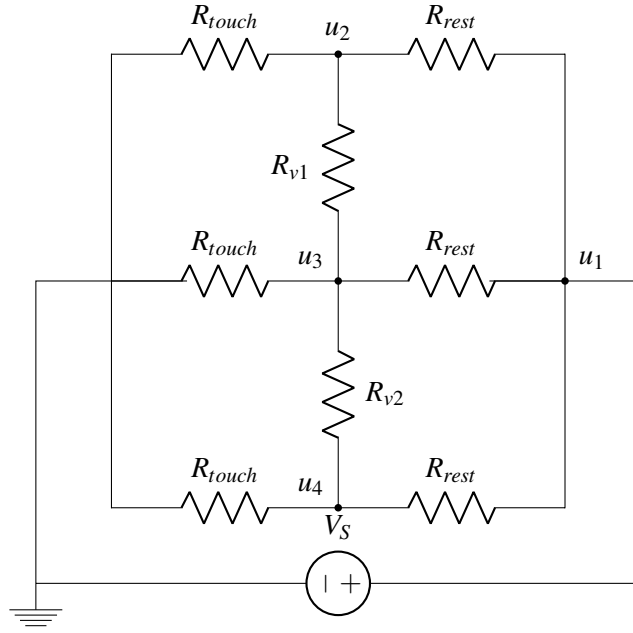 R_touch
R_rest
u_2
R_v1
R_touch
u_3
R_rest
u_1
R_v2
R_touch
u_4
R_rest
V_S
− +